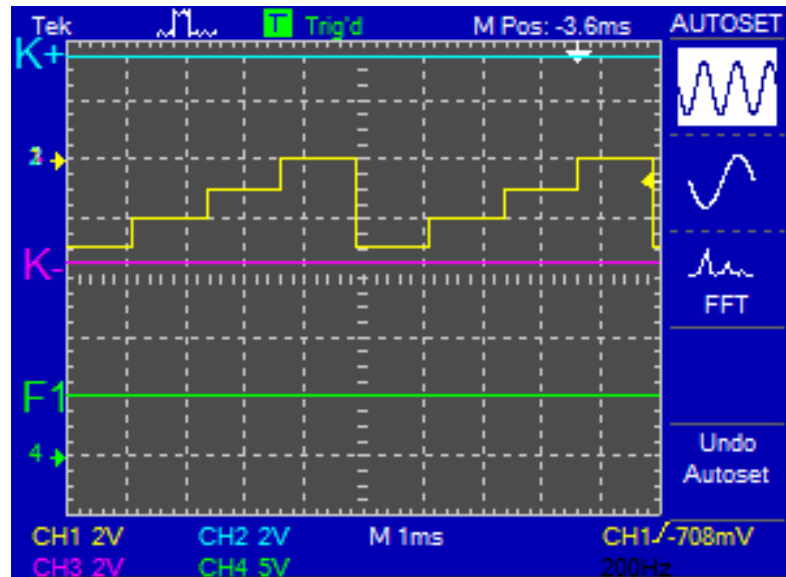 Tek T Trig'd M Pos: -3.6ms AUTOSET
K+
K-
FFT
F1
4
Undo
Autoset
CH1 2V CH2 2V M 1ms CH1 -708mV
CH3 2V CH4 5V 200Hz